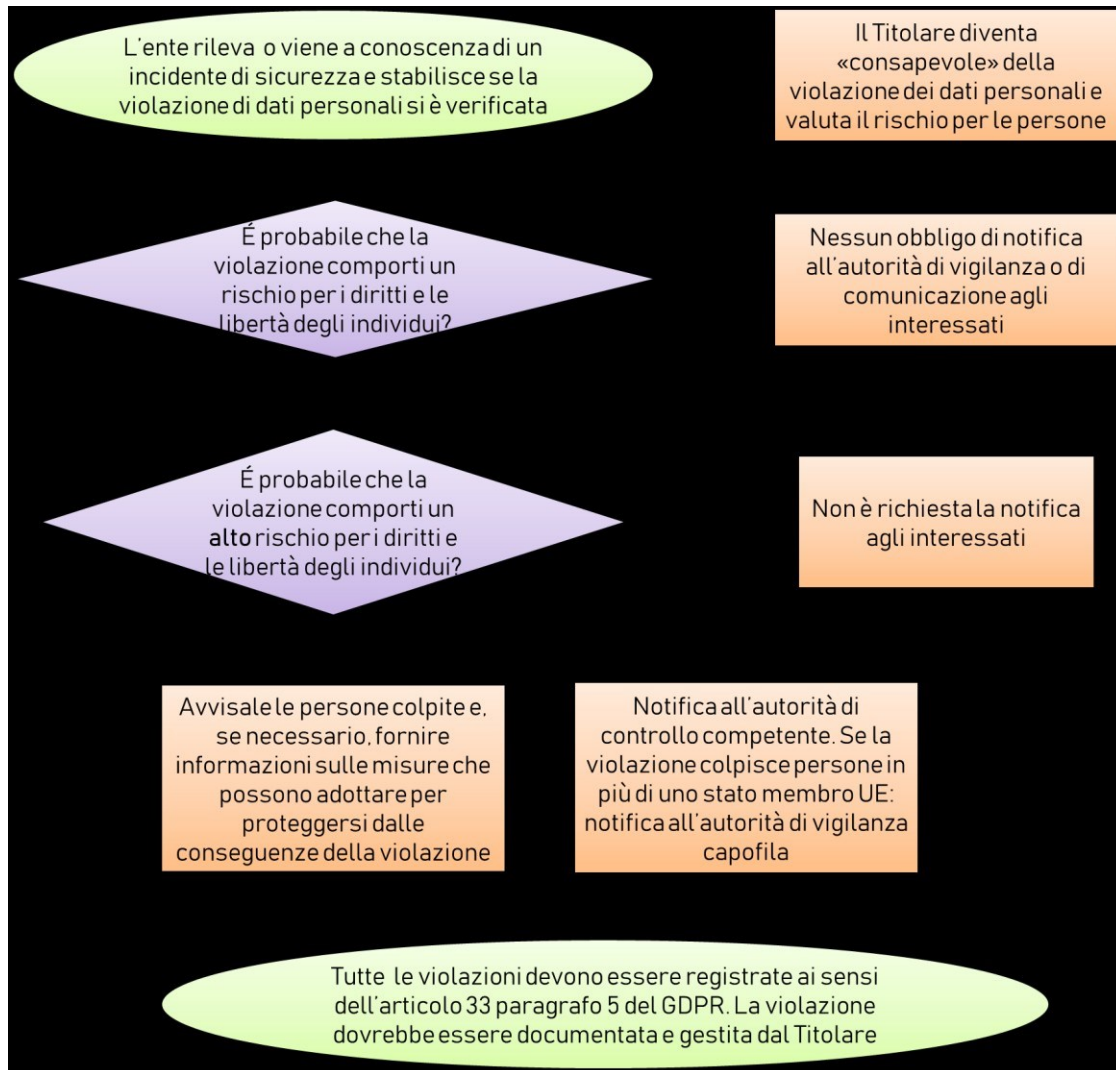 L'ente rileva o viene a conoscenza di un
incidente di sicurezza e stabilisce se la
violazione di dati personali si è verificata
Il Titolare diventa
«consapevole» della
violazione dei dati personali e
valuta il rischio per le persone
É probabile che la
violazione comporti un
rischio per i diritti e le
libertà degli individui?
Nessun obbligo di notifica
all'autorità di vigilanza o di
comunicazione agli
interessati
É probabile che la
violazione comporti un
alto rischio per i diritti e
le libertà degli individui?
Non è richiesta la notifica
agli interessati
Avvisale le persone colpite e,
se necessario, fornire
informazioni sulle misure che
possono adottare per
proteggersi dalle
conseguenze della violazione
Notifica all'autorità di
controllo competente. Se la
violazione colpisce persone in
più di uno stato membro UE:
notifica all'autorità di vigilanza
capofila
Tutte le violazioni devono essere registrate ai sensi
dell'articolo 33 paragrafo 5 del GDPR. La violazione
dovrebbe essere documentata e gestita dal Titolare